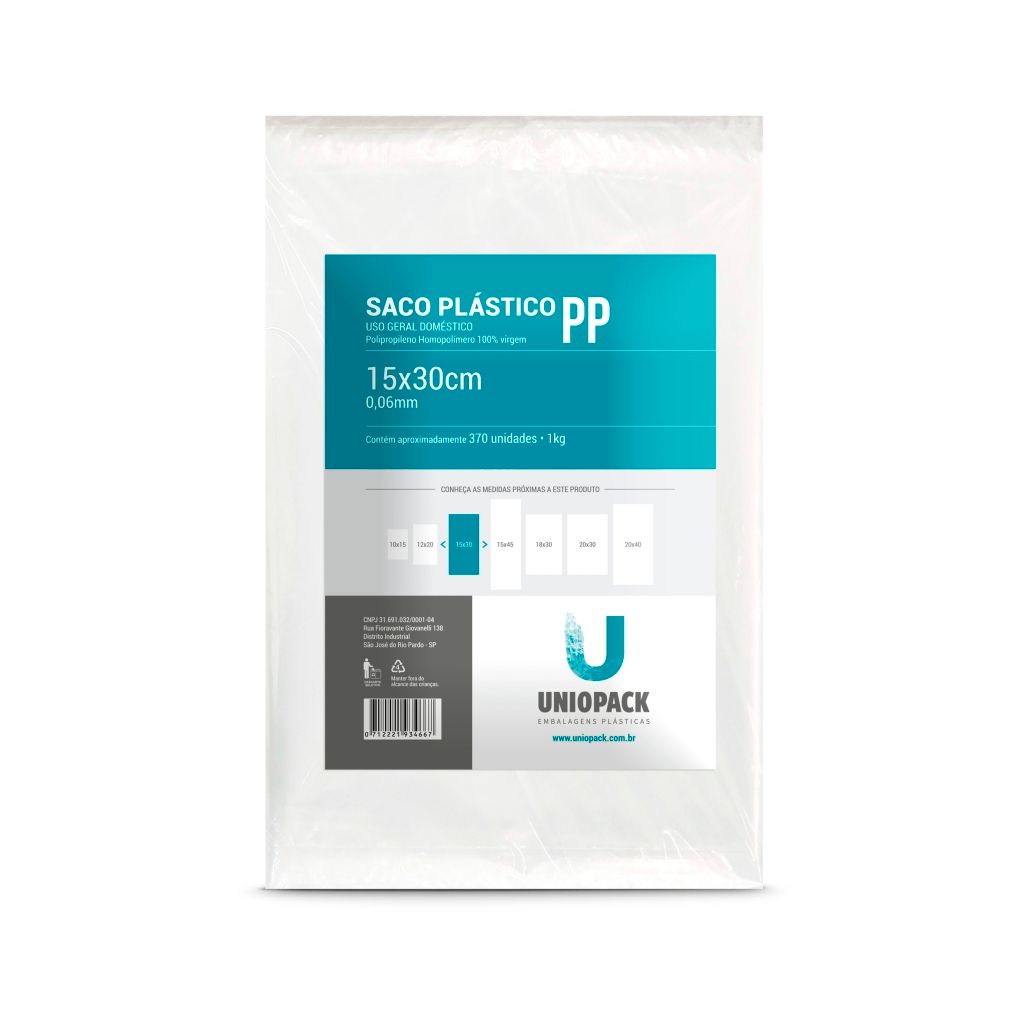 SACO PLÁSTICO PP
USO GERAL DOMÉSTICO
Polipropileno Homopolímero 100% virgem
15x30cm
0,06mm
Contém aproximadamente 370 unidades • 1kg
CONHEÇA AS MEDIDAS PRÓXIMAS A ESTE PRODUTO
10x15 12x20 < 15x30 > 15x45 18x30 20x30 20x40
CNPJ 31.691.032/0001-04
Rua Fioravante Giovanelli 138
Distrito Industrial
São José do Rio Pardo - SP
Manter fora do
alcance das crianças.
0 712221 934667
U
UNIOPACK
EMBALAGENS PLÁSTICAS
www.uniopack.com.br